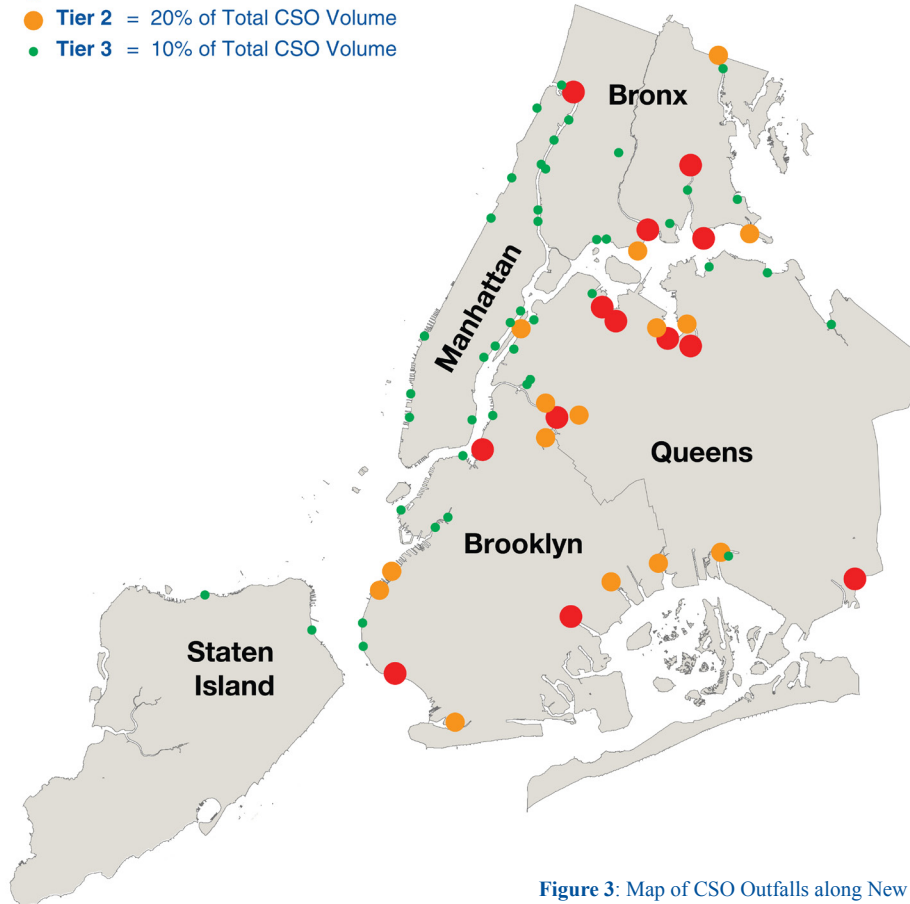 Tier 2 = 20% of Total CSO Volume
Tier 3 = 10% of Total CSO Volume
Bronx
Manhattan
Queens
Brooklyn
Staten
Island
Figure 3: Map of CSO Outfalls along New